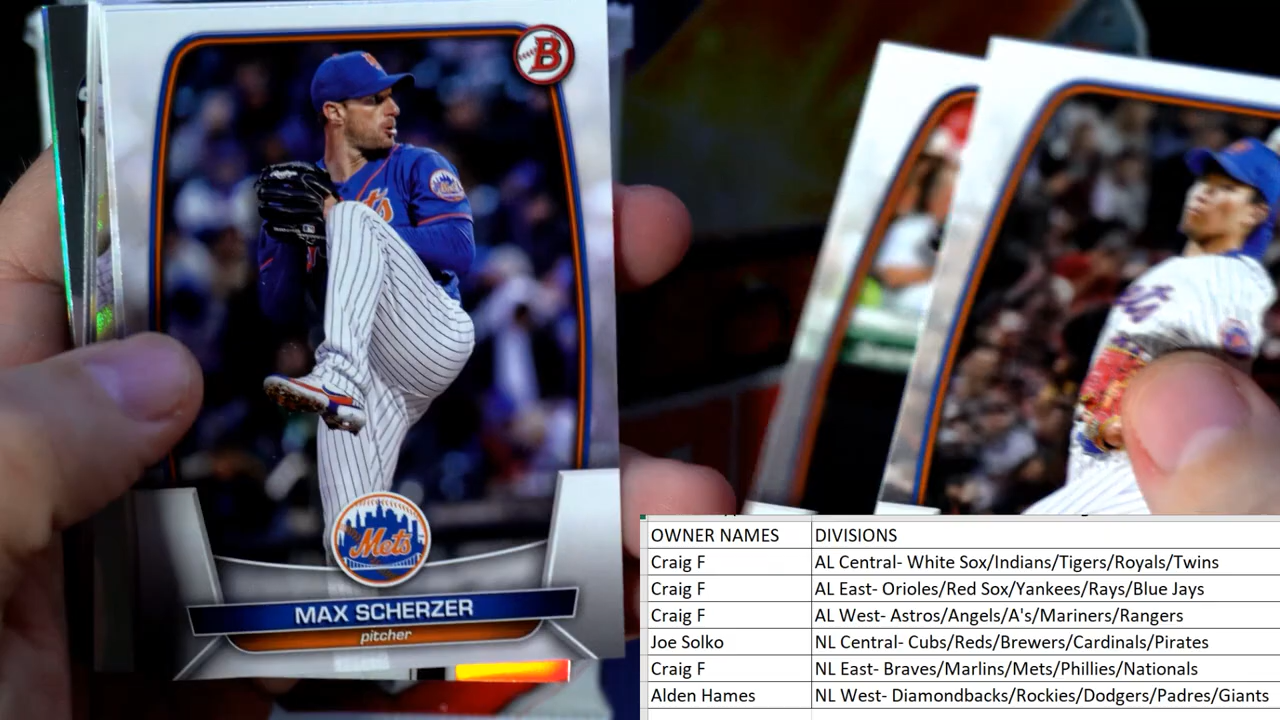 B
Mets
Mets
MAX SCHERZER
pitcher
OWNER NAMES DIVISIONS
Craig F AL Central- White Sox/Indians/Tigers/Royals/Twins
Craig F AL East- Orioles/Red Sox/Yankees/Rays/Blue Jays
Craig F AL West- Astros/Angels/A's/Mariners/Rangers
Joe Solko NL Central- Cubs/Reds/Brewers/Cardinals/Pirates
Craig F NL East- Braves/Marlins/Mets/Phillies/Nationals
Alden Hames NL West- Diamondbacks/Rockies/Dodgers/Padres/Giants